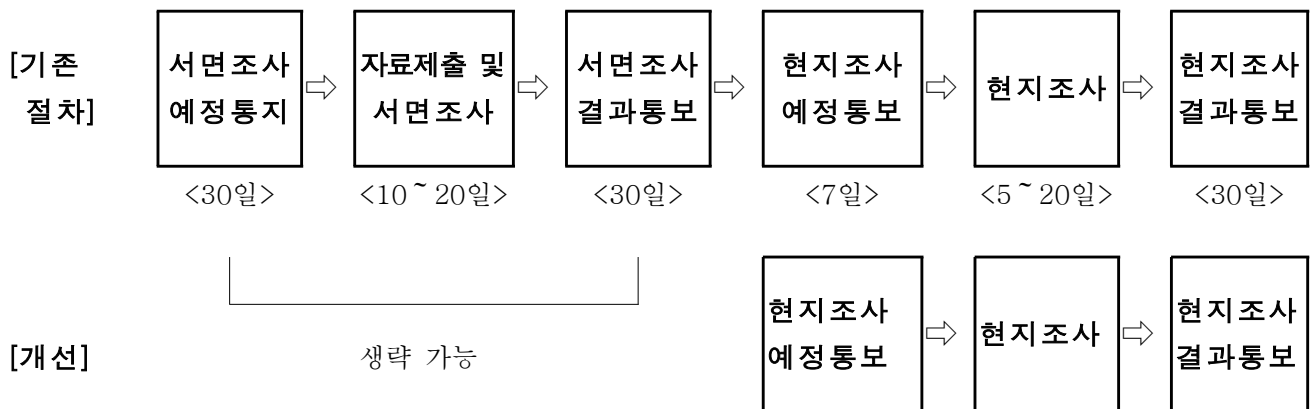 [기존 절차]
서면조사 예정통지
⇨
자료제출 및 서면조사
⇨
서면조사 결과통보
⇨
현지조사 예정통보
⇨
현지조사
⇨
현지조사 결과통보
<30일>
<10~20일>
<30일>
<7일>
<5~20일>
<30일>
[개선]
생략 가능
현지조사 예정통보
⇨
현지조사
⇨
현지조사 결과통보